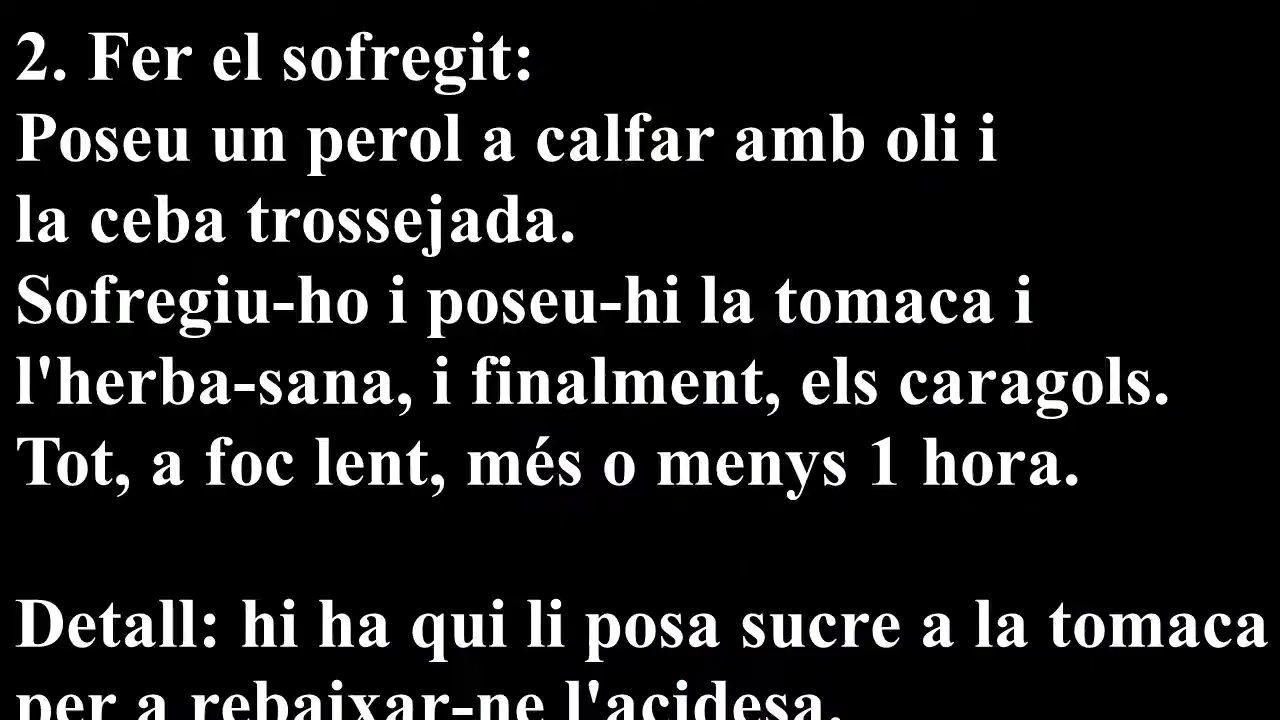 2. Fer el sofregit:
Poseu un perol a calfar amb oli i
la ceba trossejada.
Sofregiu-ho i poseu-hi la tomaca i
l'herba-sana, i finalment, els caragols.
Tot, a foc lent, més o menys 1 hora.
Detall: hi ha qui li posa sucre a la tomaca
per a rebaixar-ne l'acidesa.